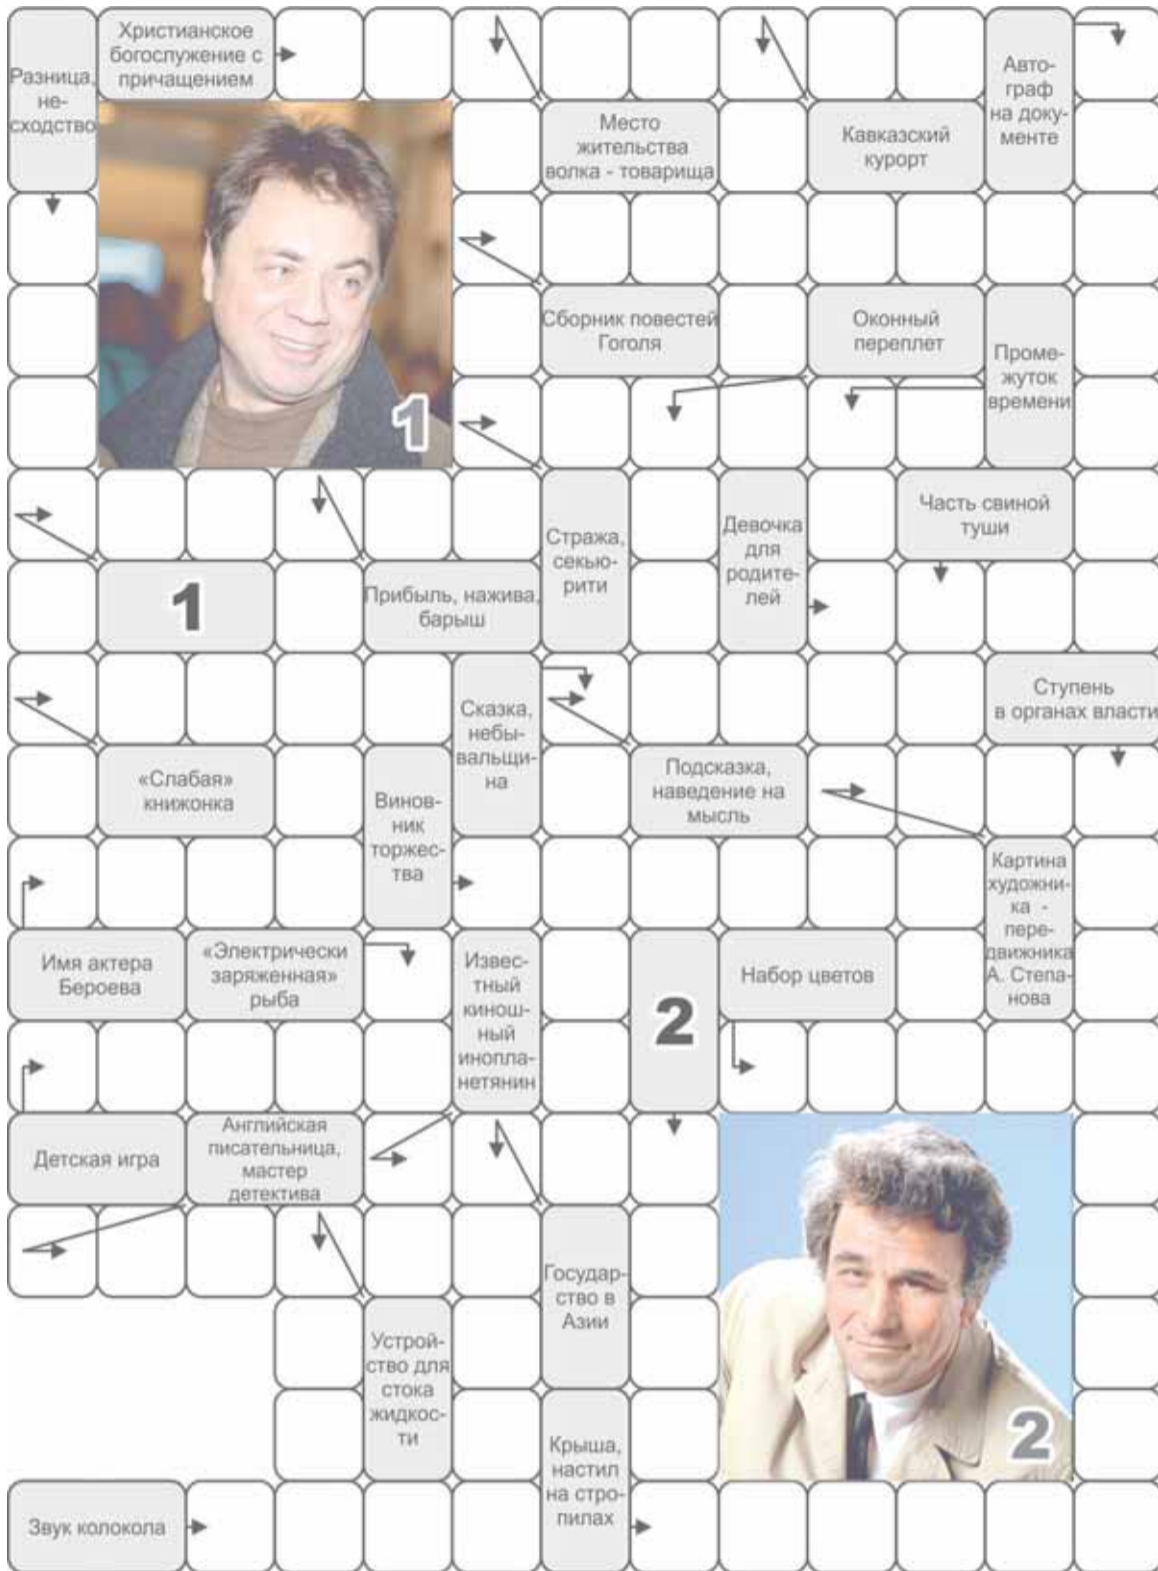 Христианское
богослужение с
причащением
Разница,
не-
сходство
Авто-
граф
на доку-
менте
Место
жительства
волка - товарища
Кавказский
курорт
Сборник повестей
Гоголя
Оконный
переплет
Проме-
жуток
времени
1
Часть свиной
туши
Стража,
секью-
рити
Девочка
для
родите-
лей
1
Прибыль, нажива,
барыш
Сказка,
небы-
вальщи-
на
Ступень
в органах власти
«Слабая»
книжонка
Винов-
ник
торжес-
тва
Подсказка,
наведение на
мысль
Картина
художни-
ка -
пере-
движника
А. Степа-
нова
Имя актера
Бероева
«Электрически
заряженная»
рыба
Извес-
тный
кинош-
ный
инопла-
нетянин
2
Набор цветов
Детская игра
Английская
писательница,
мастер
детектива
Государ-
ство в
Азии
Устрой-
ство для
стока
жидкос-
ти
2
Крыша,
настил
на стро-
пилах
Звук колокола